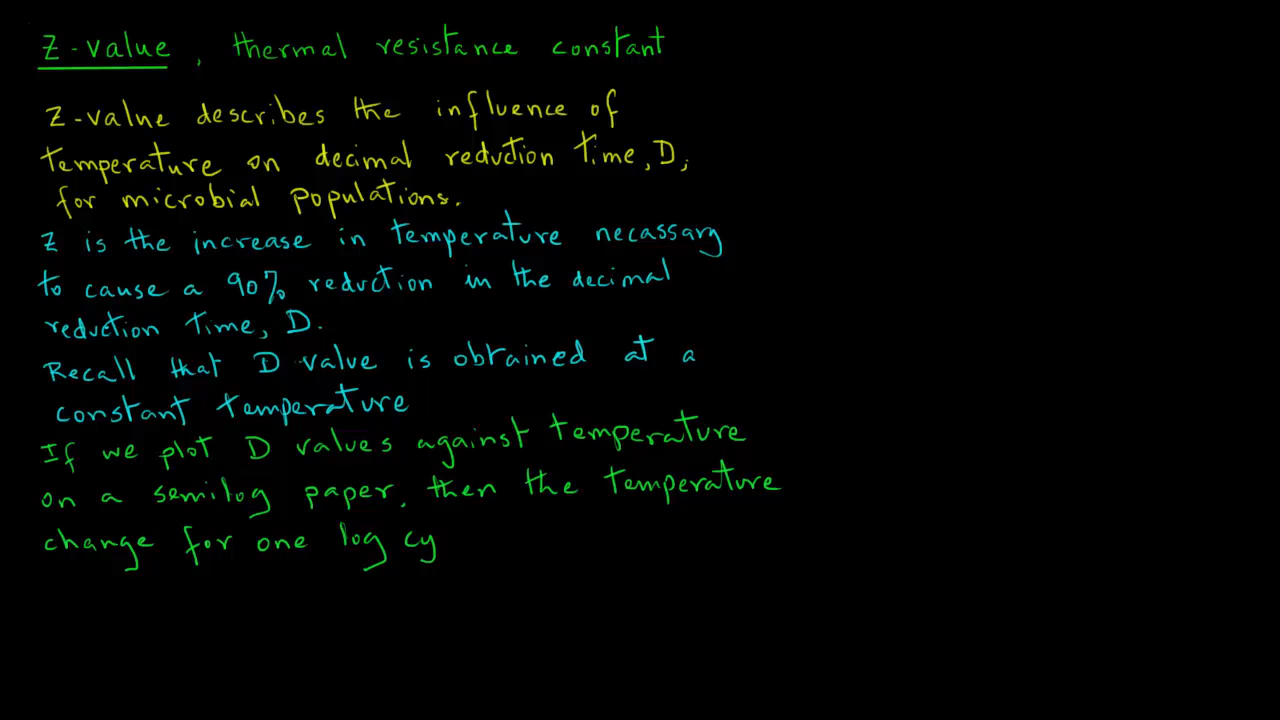 Z-value, thermal resistance constant
Z-value describes the influence of
temperature on decimal reduction time, D,
for microbial populations.
Z is the increase in temperature necassary
to cause a 90% reduction in the decimal
reduction time, D.
Recall that D value is obtained at a
constant temperature
If we plot D values against temperature
on a semilog paper, then the temperature
change for one log cy